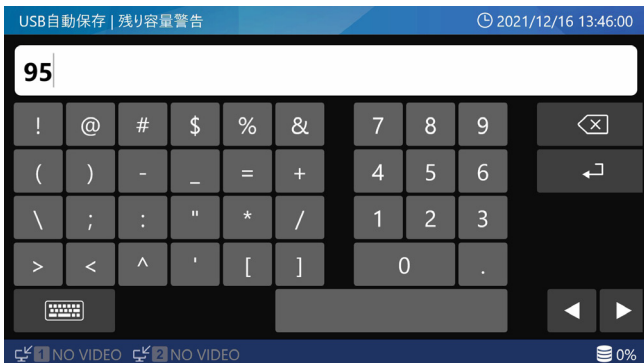 USB自動保存 | 残り容量警告 2021/12/16 13:46:00
95
! @ # $ % & 7 8 9
( ) - _ = + 4 5 6
\ ; : " * / 1 2 3
> < ^ ' [ ] 0 .
1 NO VIDEO 2 NO VIDEO 0%